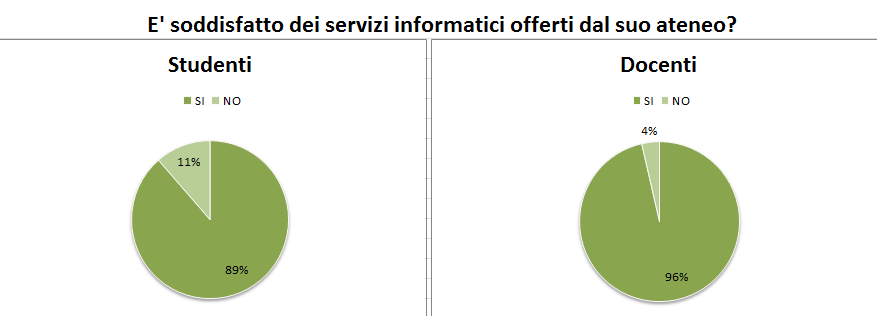 E' soddisfatto dei servizi informatici offerti dal suo ateneo?
Studenti
SI NO
11%
89%
Docenti
SI NO
4%
96%